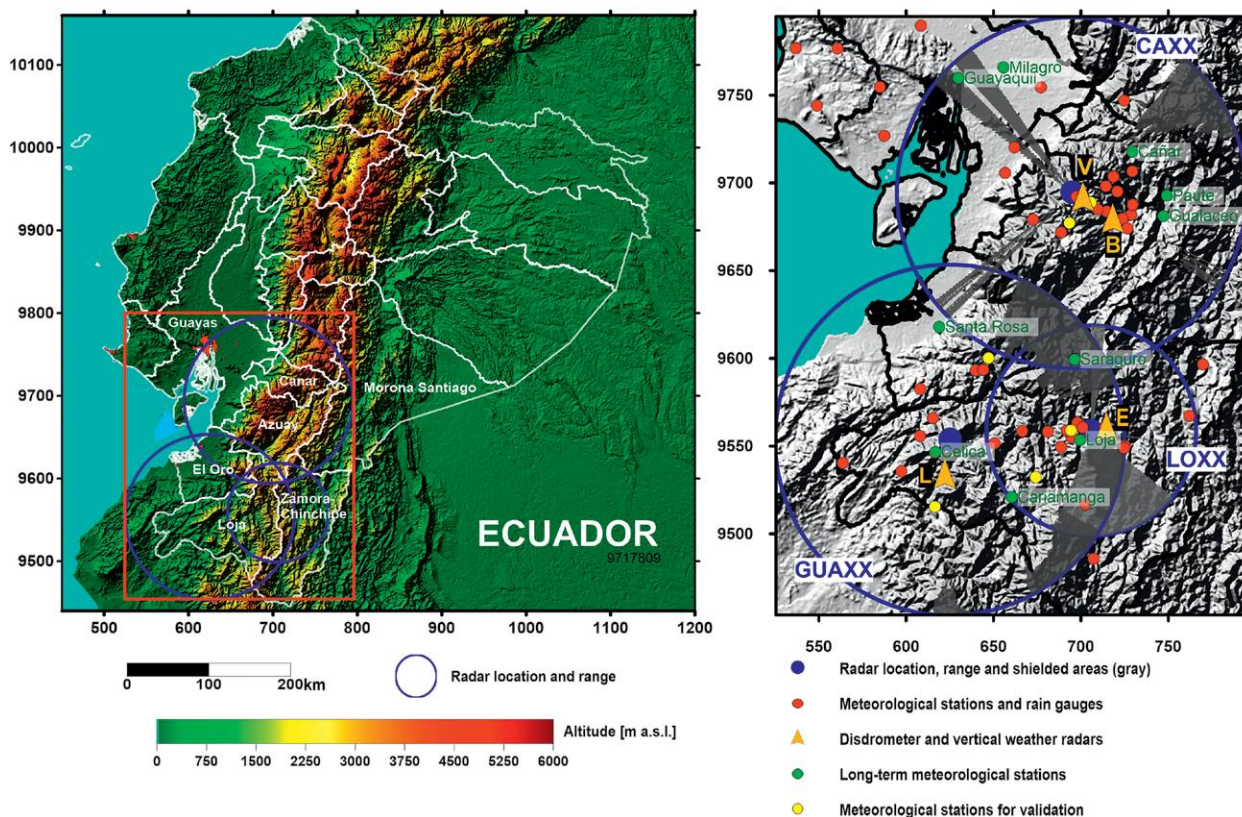 10100
10000
9900
9800
9700
9600
9500
500
600
700
800
900
1000
1100
1200
Guayas
Canar
Morona Santiago
Azuay
El Oro
Zamora-
Chinchipe
Loja
ECUADOR
9717809
0
100
200km
Radar location and range
Altitude [m a.s.l.]
0
750
1500
2250
3000
3750
4500
5250
6000
9750
9700
9650
9600
9550
9500
550
600
650
700
750
CAXX
Milagro
Guayaquil
Cañar
V
Paute
Gualaceo
B
Santa Rosa
Saraguro
E
Loja
LOXX
Celica
L
Cariamanga
GUAXX
Radar location, range and shielded areas (gray)
Meteorological stations and rain gauges
Disdrometer and vertical weather radars
Long-term meteorological stations
Meteorological stations for validation